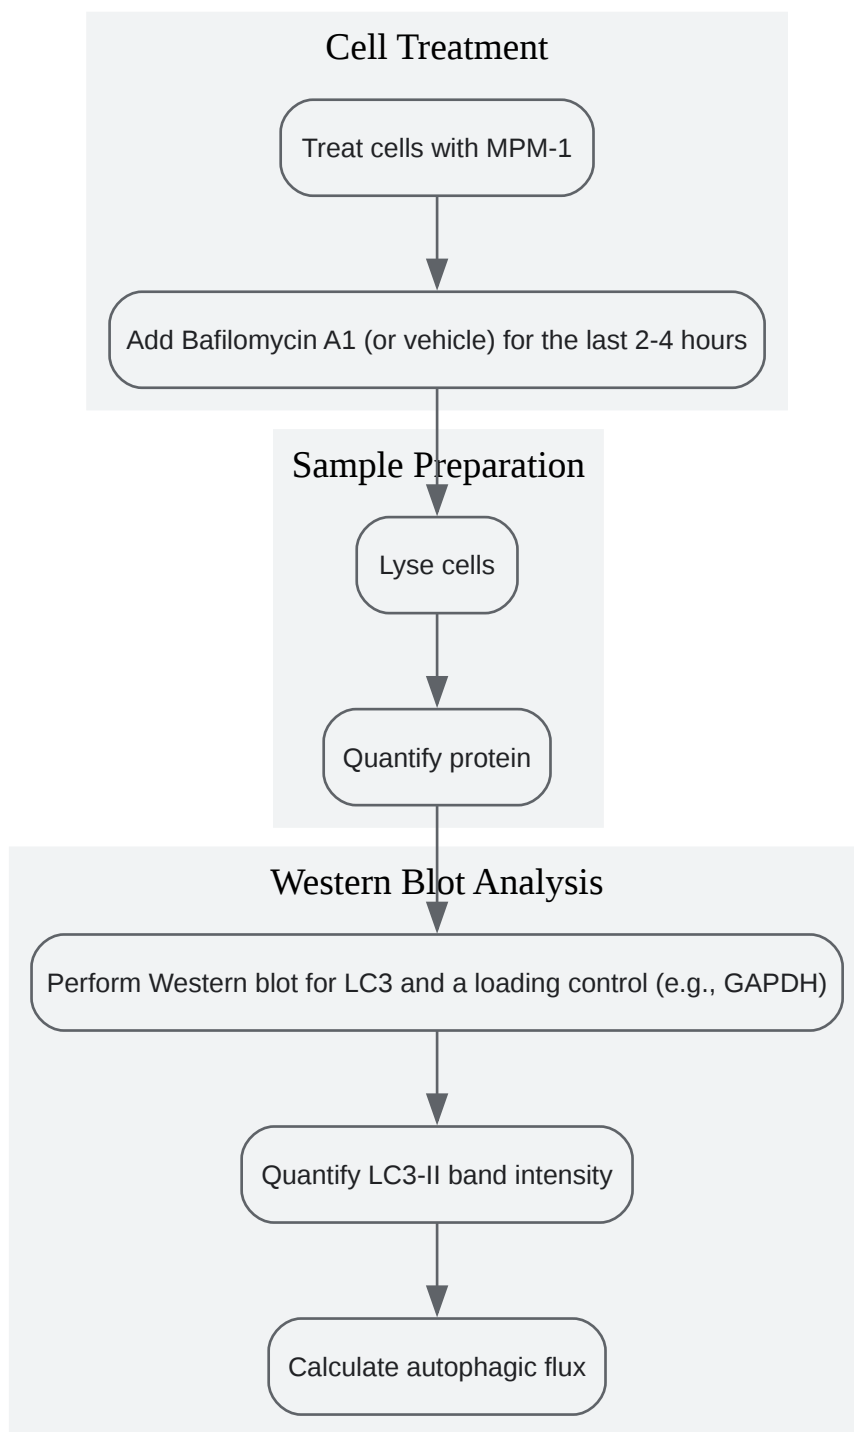 Cell Treatment
Treat cells with MPM-1
Add Bafilomycin A1 (or vehicle) for the last 2-4 hours
Sample Preparation
Lyse cells
Quantify protein
Western Blot Analysis
Perform Western blot for LC3 and a loading control (e.g., GAPDH)
Quantify LC3-II band intensity
Calculate autophagic flux